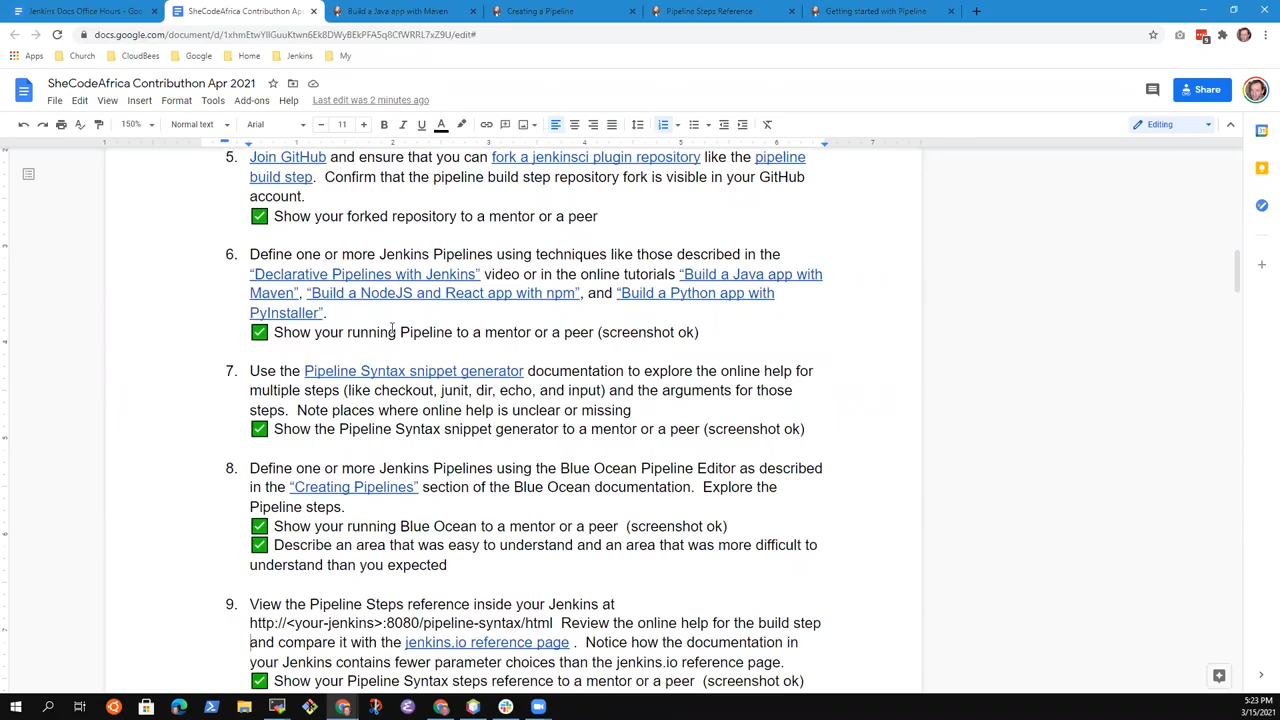 Jenkins Docs Office Hours - Goo
SheCodeAfrica Contributhon Apr
Build a Java app with Maven
Creating a Pipeline
Pipeline Steps Reference
Getting started with Pipeline
docs.google.com/document/d/1xhmEtwYllGuuKtwn6Ek8DWyBEkPFA5q8CfWRRL7xZ9U/edit#
Apps Church CloudBees Google Home Jenkins My
SheCodeAfrica Contributhon Apr 2021
Share
File Edit View Insert Format Tools Add-ons Help Last edit was 2 minutes ago
150% Normal text Arial 11 Editing
5. Join GitHub and ensure that you can fork a jenkinsci plugin repository like the pipeline
build step. Confirm that the pipeline build step repository fork is visible in your GitHub
account.
✅ Show your forked repository to a mentor or a peer
6. Define one or more Jenkins Pipelines using techniques like those described in the
“Declarative Pipelines with Jenkins” video or in the online tutorials “Build a Java app with
Maven”, “Build a NodeJS and React app with npm”, and “Build a Python app with
PyInstaller”.
✅ Show your running Pipeline to a mentor or a peer (screenshot ok)
7. Use the Pipeline Syntax snippet generator documentation to explore the online help for
multiple steps (like checkout, junit, dir, echo, and input) and the arguments for those
steps. Note places where online help is unclear or missing
✅ Show the Pipeline Syntax snippet generator to a mentor or a peer (screenshot ok)
8. Define one or more Jenkins Pipelines using the Blue Ocean Pipeline Editor as described
in the “Creating Pipelines” section of the Blue Ocean documentation. Explore the
Pipeline steps.
✅ Show your running Blue Ocean to a mentor or a peer (screenshot ok)
✅ Describe an area that was easy to understand and an area that was more difficult to
understand than you expected
9. View the Pipeline Steps reference inside your Jenkins at
http://<your-jenkins>:8080/pipeline-syntax/html Review the online help for the build step
and compare it with the jenkins.io reference page . Notice how the documentation in
your Jenkins contains fewer parameter choices than the jenkins.io reference page.
✅ Show your Pipeline Syntax steps reference to a mentor or a peer (screenshot ok)
5:23 PM
3/15/2021